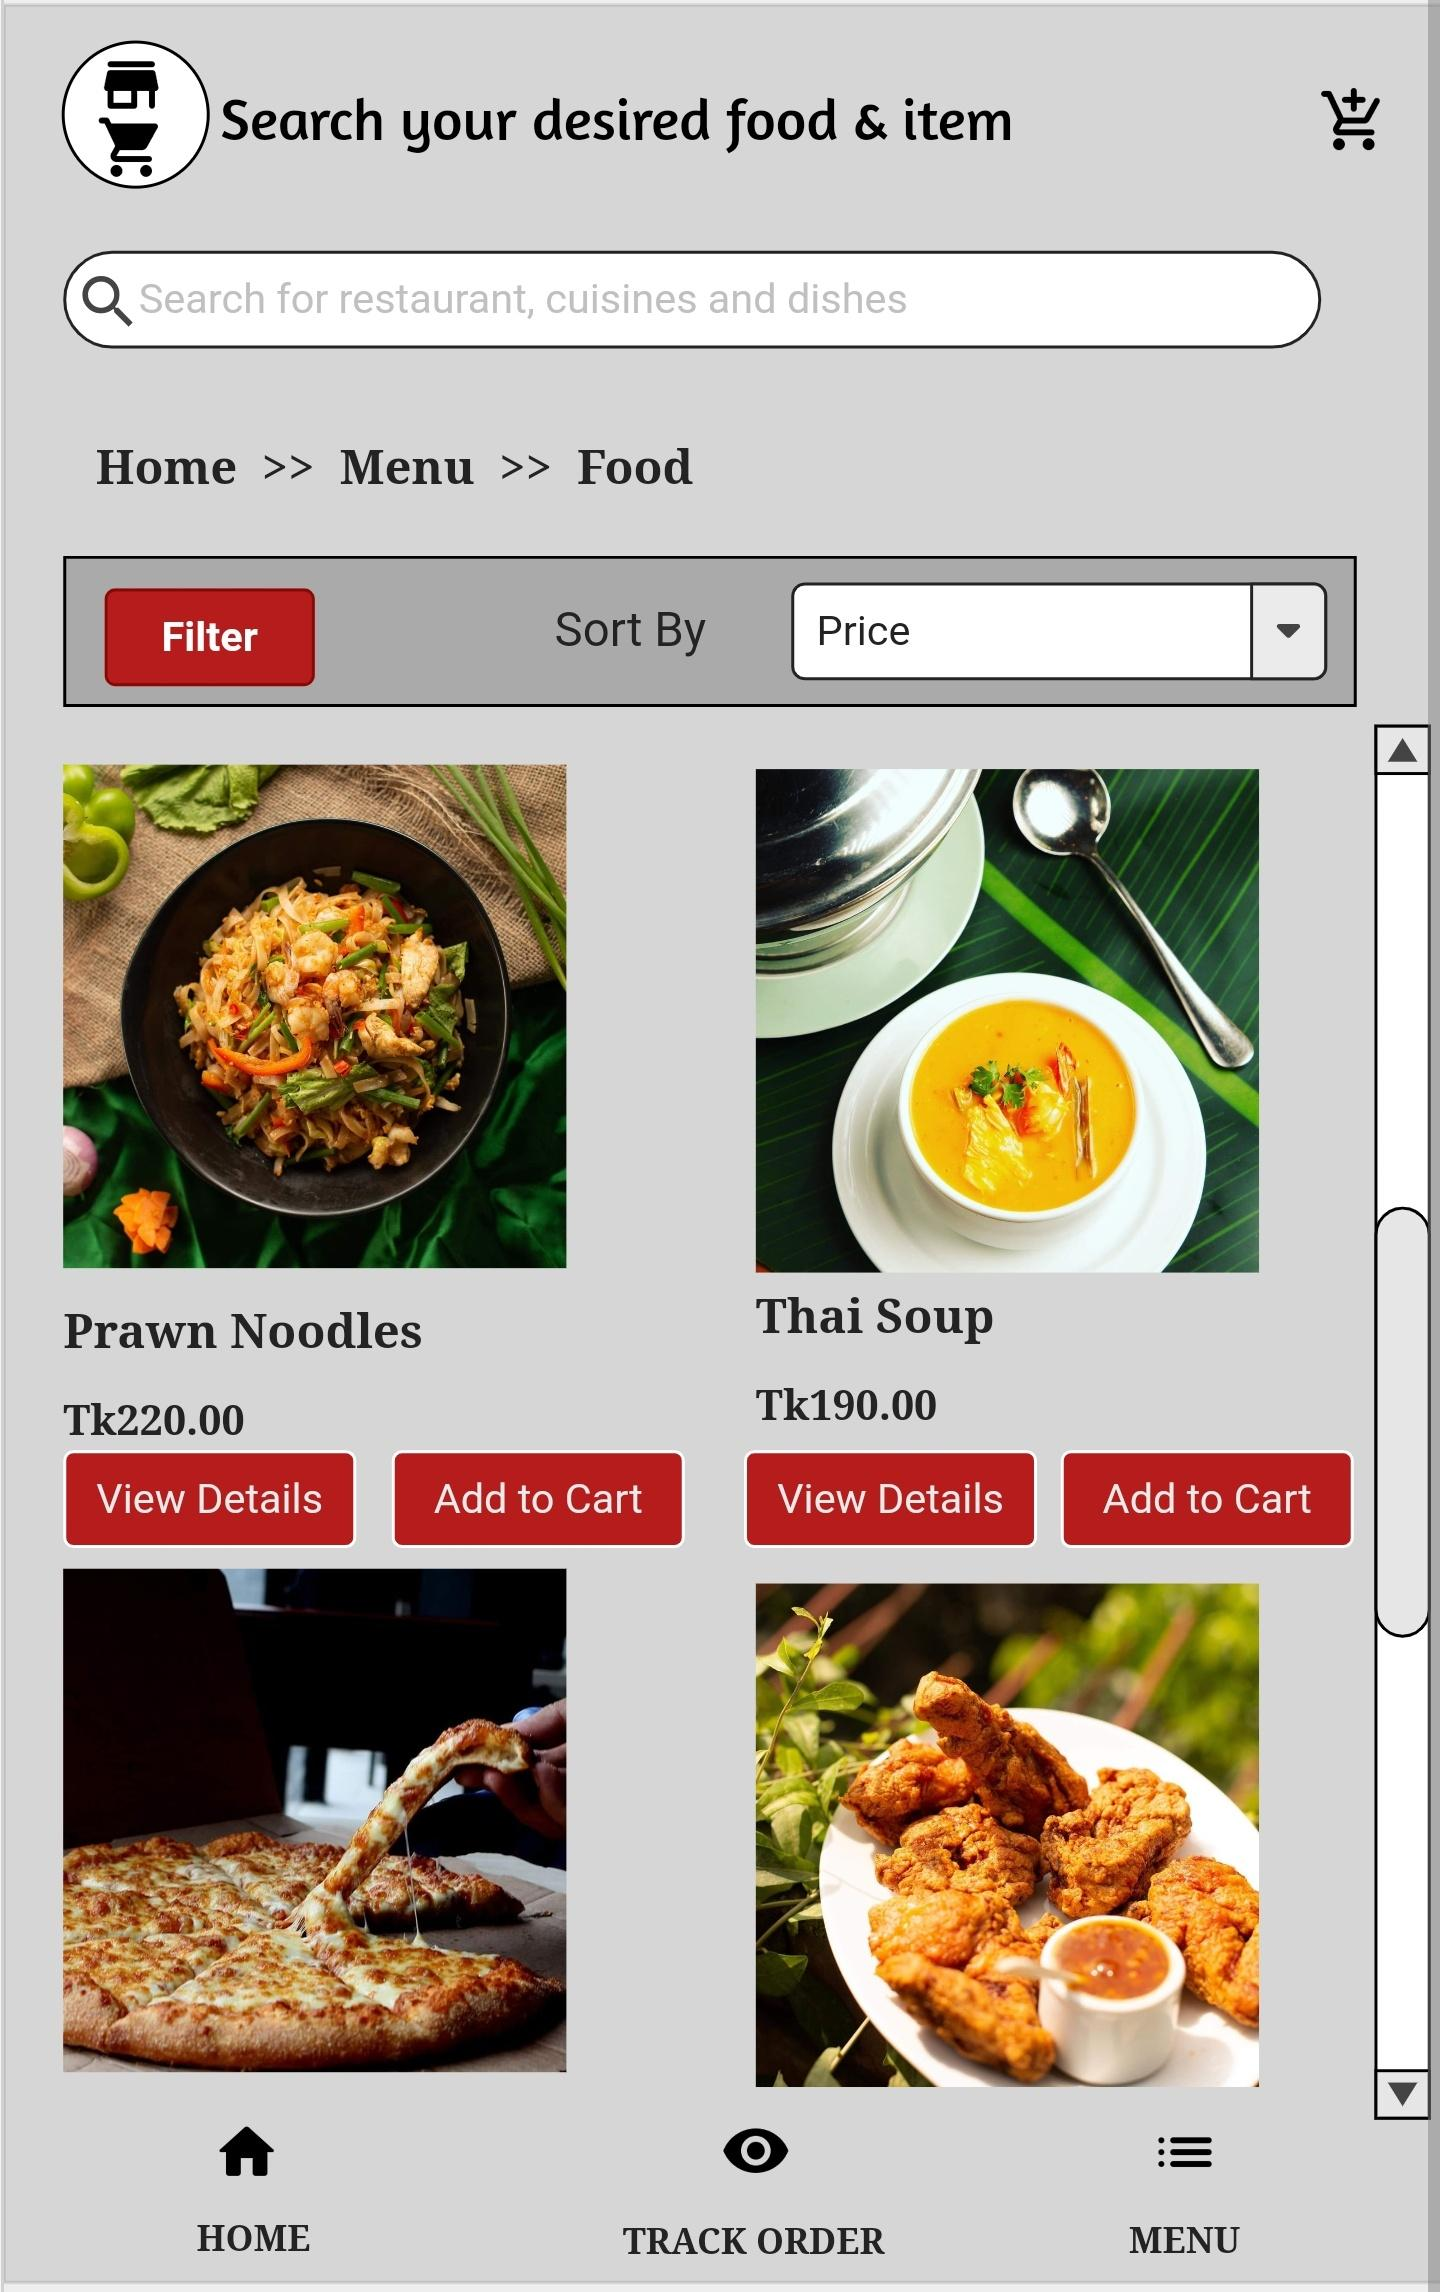 Search your desired food & item
Search for restaurant, cuisines and dishes
Home >> Menu >> Food
Filter
Sort By
Price
Prawn Noodles
Tk220.00
View Details
Add to Cart
Thai Soup
Tk190.00
View Details
Add to Cart
HOME
TRACK ORDER
MENU